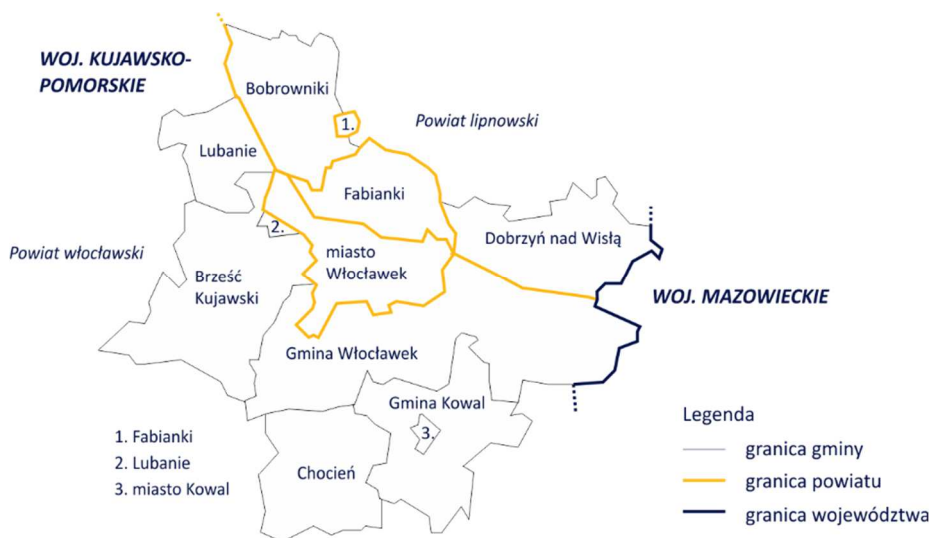 WOJ. KUJAWSKO-
POMORSKIE
Bobrowniki
1.
Powiat lipnowski
Lubanie
Fabianki
2.
Dobrzyń nad Wisłą
Powiat włocławski
miasto
Włocławek
Brześć
Kujawski
WOJ. MAZOWIECKIE
Gmina Włocławek
Gmina Kowal
3.
Chocień
1. Fabianki
2. Lubanie
3. miasto Kowal
Legenda
granica gminy
granica powiatu
granica województwa